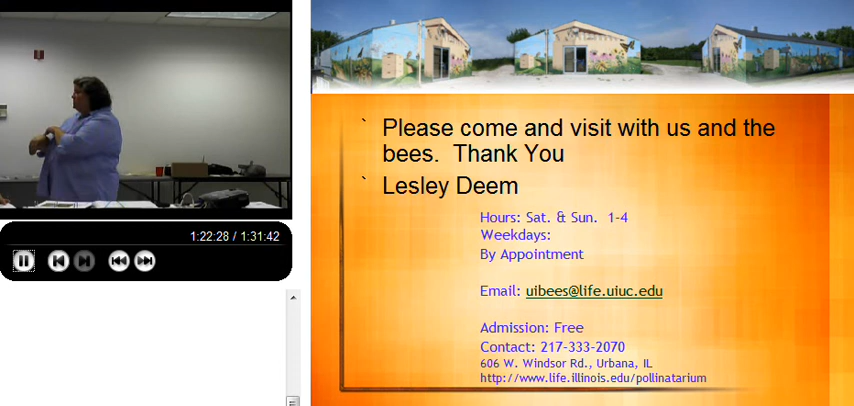 1:22:28 / 1:31:42
` Please come and visit with us and the
bees. Thank You
` Lesley Deem
Hours: Sat. & Sun. 1-4
Weekdays:
By Appointment
Email: uibees@life.uiuc.edu
Admission: Free
Contact: 217-333-2070
606 W. Windsor Rd., Urbana, IL
http://www.life.illinois.edu/pollinatarium